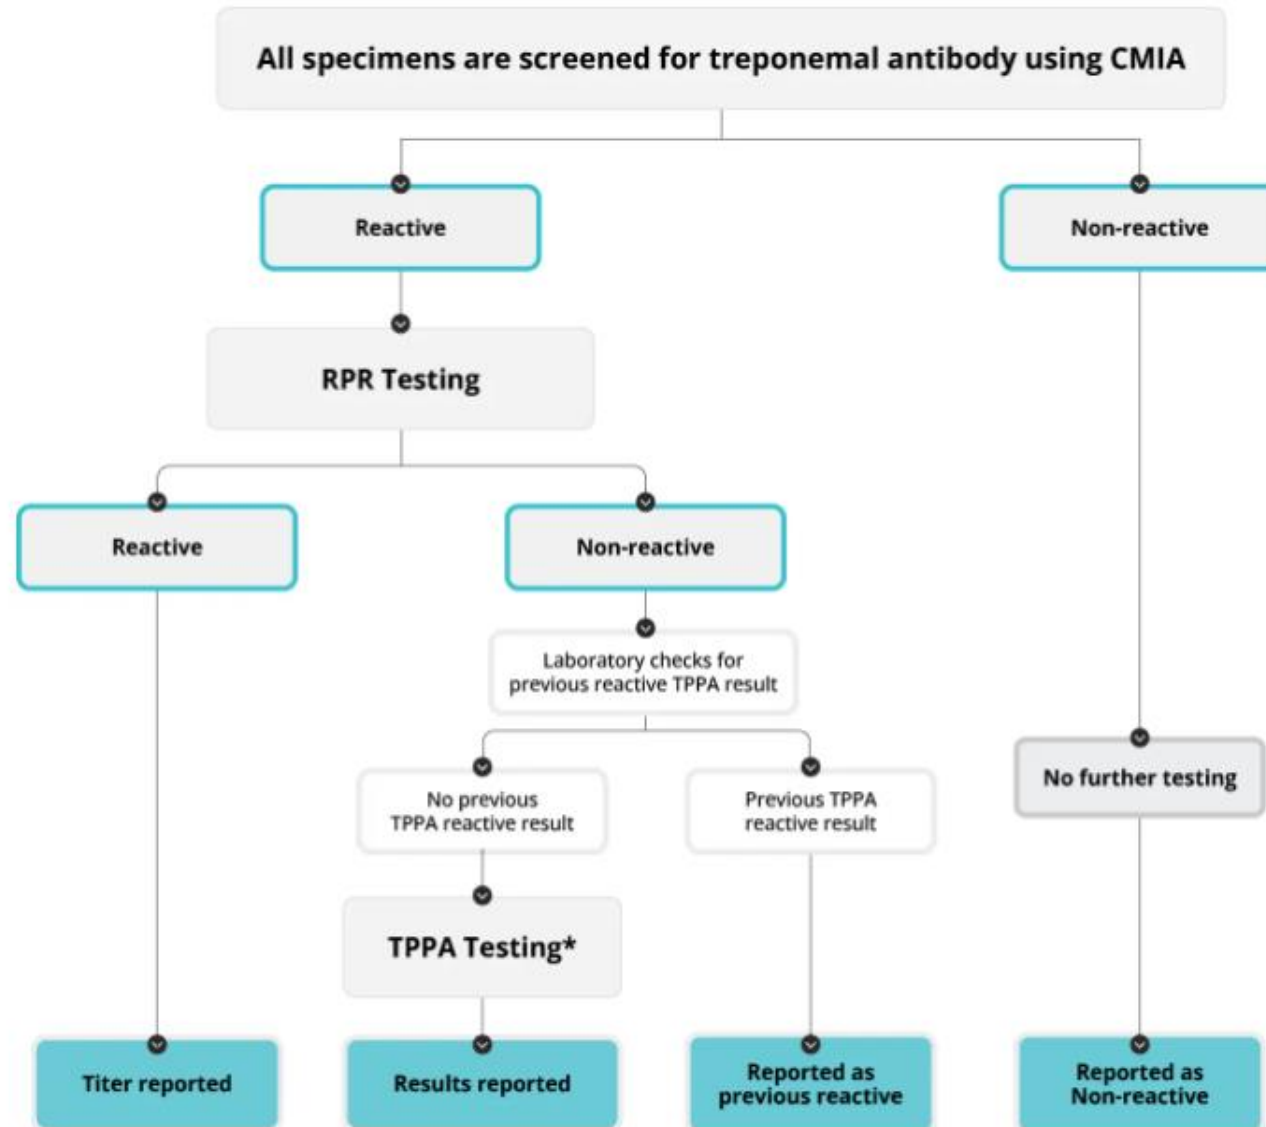 All specimens are screened for treponemal antibody using CMIA
Reactive
Non-reactive
RPR Testing
Reactive
Non-reactive
Laboratory checks for
previous reactive TPPA result
No previous
TPPA reactive result
Previous TPPA
reactive result
No further testing
TPPA Testing*
Titer reported
Results reported
Reported as
previous reactive
Reported as
Non-reactive